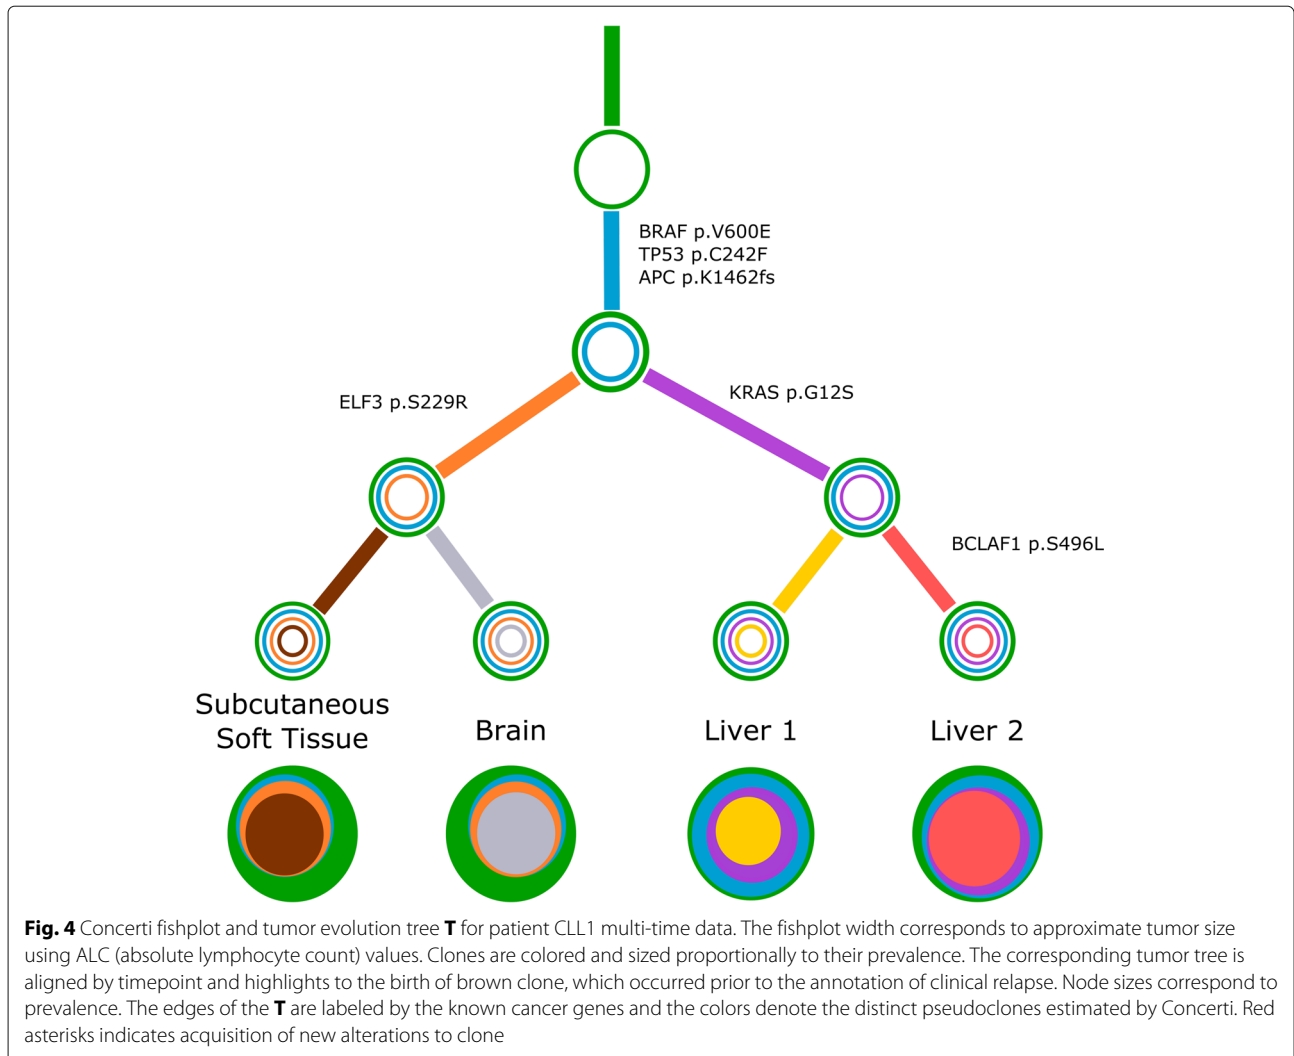 BRAF p.V600E
TP53 p.C242F
APC p.K1462fs
ELF3 p.S229R
KRAS p.G12S
BCLAF1 p.S496L
Subcutaneous
Soft Tissue
Brain
Liver 1
Liver 2
Fig. 4 Concerti fishplot and tumor evolution tree T for patient CLL1 multi-time data. The fishplot width corresponds to approximate tumor size
using ALC (absolute lymphocyte count) values. Clones are colored and sized proportionally to their prevalence. The corresponding tumor tree is
aligned by timepoint and highlights to the birth of brown clone, which occurred prior to the annotation of clinical relapse. Node sizes correspond to
prevalence. The edges of the T are labeled by the known cancer genes and the colors denote the distinct pseudoclones estimated by Concerti. Red
asterisks indicates acquisition of new alterations to clone